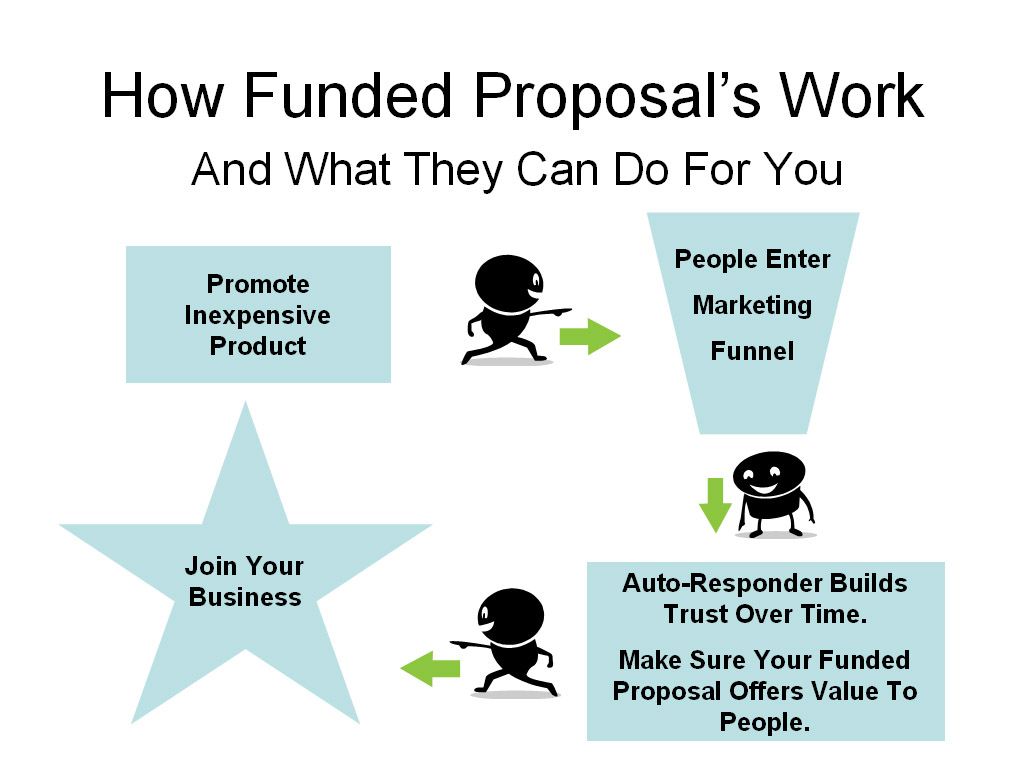 How Funded Proposal’s Work
And What They Can Do For You
Promote
Inexpensive
Product
People Enter
Marketing
Funnel
Auto-Responder Builds
Trust Over Time.
Make Sure Your Funded
Proposal Offers Value To
People.
Join Your
Business